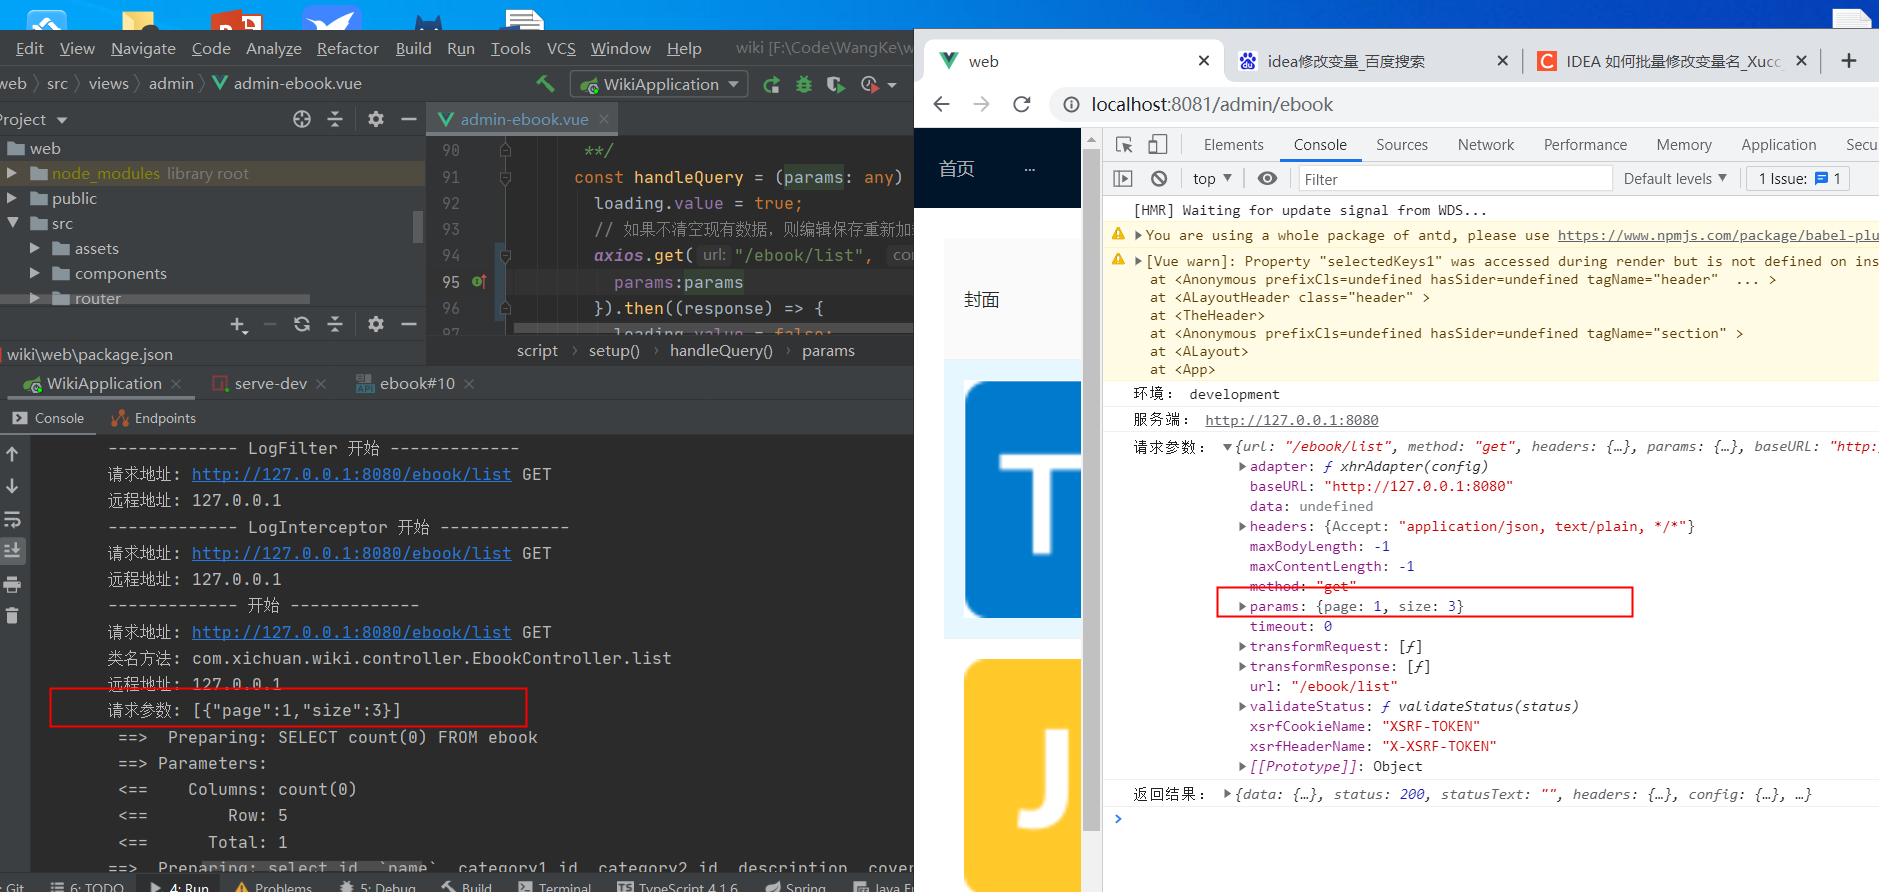 Edit View Navigate Code Analyze Refactor Build Run Tools VCS Window Help wiki [F:\Code\WangKe\w
web src views admin admin-ebook.vue WikiApplication
Project admin-ebook.vue
web
node_modules library root
public
src
assets
components
router
wiki\web\package.json
90 **/
91 const handleQuery = (params: any)
92 loading.value = true;
93 // 如果不清空现有数据，则编辑保存重新加
94 axios.get( url: "/ebook/list",
95 params:params
96 }).then((response) => {
97 loading.value = false;
script setup() handleQuery() params
WikiApplication serve-dev ebook#10
Console Endpoints
------------- LogFilter 开始 -------------
请求地址: http://127.0.0.1:8080/ebook/list GET
远程地址: 127.0.0.1
------------- LogInterceptor 开始 -------------
请求地址: http://127.0.0.1:8080/ebook/list GET
远程地址: 127.0.0.1
------------- 开始 -------------
请求地址: http://127.0.0.1:8080/ebook/list GET
类名方法: com.xichuan.wiki.controller.EbookController.list
远程地址: 127.0.0.1
请求参数: [{"page":1,"size":3}]
==>  Preparing: SELECT count(0) FROM ebook
==> Parameters:
<==    Columns: count(0)
<==        Row: 5
<==      Total: 1
==>  Preparing: select id, `name`, category1_id, category2_id, description, cover
Git 6: TODO 4: Run Problems 5: Debug Build Terminal TypeScript 4.1.6 Spring Java
web idea修改变量_百度搜索 IDEA 如何批量修改变量名_Xucc
localhost:8081/admin/ebook
首页 ...
封面
T
J
Elements Console Sources Network Performance Memory Application Secu
top Filter Default levels 1 Issue: 1
[HMR] Waiting for update signal from WDS...
You are using a whole package of antd, please use https://www.npmjs.com/package/babel-plu
[Vue warn]: Property "selectedKeys1" was accessed during render but is not defined on ins
at <Anonymous prefixCls=undefined hasSider=undefined tagName="header"  ... >
at <ALayoutHeader class="header" >
at <TheHeader>
at <Anonymous prefixCls=undefined hasSider=undefined tagName="section" >
at <ALayout>
at <App>
环境： development
服务端： http://127.0.0.1:8080
请求参数： {url: "/ebook/list", method: "get", headers: {…}, params: {…}, baseURL: "http:/
adapter: ƒ xhrAdapter(config)
baseURL: "http://127.0.0.1:8080"
data: undefined
headers: {Accept: "application/json, text/plain, */*"}
maxBodyLength: -1
maxContentLength: -1
method: "get"
params: {page: 1, size: 3}
timeout: 0
transformRequest: [ƒ]
transformResponse: [ƒ]
url: "/ebook/list"
validateStatus: ƒ validateStatus(status)
xsrfCookieName: "XSRF-TOKEN"
xsrfHeaderName: "X-XSRF-TOKEN"
[[Prototype]]: Object
返回结果： {data: {…}, status: 200, statusText: "", headers: {…}, config: {…}, …}